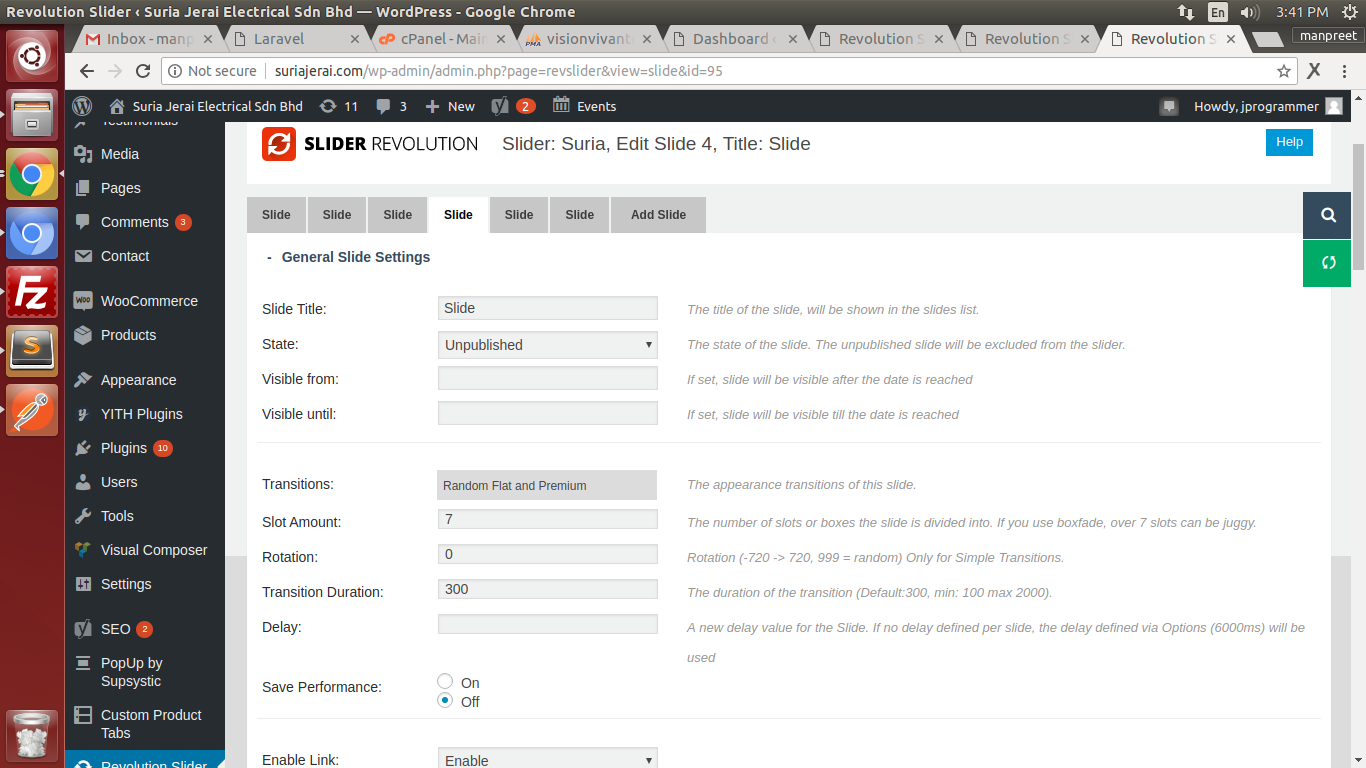 Revolution Slider ‹ Suria Jerai Electrical Sdn Bhd — WordPress - Google Chrome
En
3:41 PM
Inbox - manp
Laravel
cPanel - Main
visionvivant
Dashboard
Revolution S
Revolution S
Revolution S
manpreet
Not secure
suriajerai.com/wp-admin/admin.php?page=revslider&view=slide&id=95
X
Suria Jerai Electrical Sdn Bhd
11
3
New
2
Events
Howdy, jprogrammer
Testimonials
Media
Pages
Comments 3
Contact
WooCommerce
Products
Appearance
YITH Plugins
Plugins 10
Users
Tools
Visual Composer
Settings
SEO 2
PopUp by
Supsystic
Custom Product
Tabs
Revolution Slider
SLIDER REVOLUTION
Slider: Suria, Edit Slide 4, Title: Slide
Help
Slide
Slide
Slide
Slide
Slide
Slide
Add Slide
- General Slide Settings
Slide Title:
Slide
The title of the slide, will be shown in the slides list.
State:
Unpublished
The state of the slide. The unpublished slide will be excluded from the slider.
Visible from:
If set, slide will be visible after the date is reached
Visible until:
If set, slide will be visible till the date is reached
Transitions:
Random Flat and Premium
The appearance transitions of this slide.
Slot Amount:
7
The number of slots or boxes the slide is divided into. If you use boxfade, over 7 slots can be juggy.
Rotation:
0
Rotation (-720 -> 720, 999 = random) Only for Simple Transitions.
Transition Duration:
300
The duration of the transition (Default:300, min: 100 max 2000).
Delay:
A new delay value for the Slide. If no delay defined per slide, the delay defined via Options (6000ms) will be
used
Save Performance:
On
Off
Enable Link:
Enable